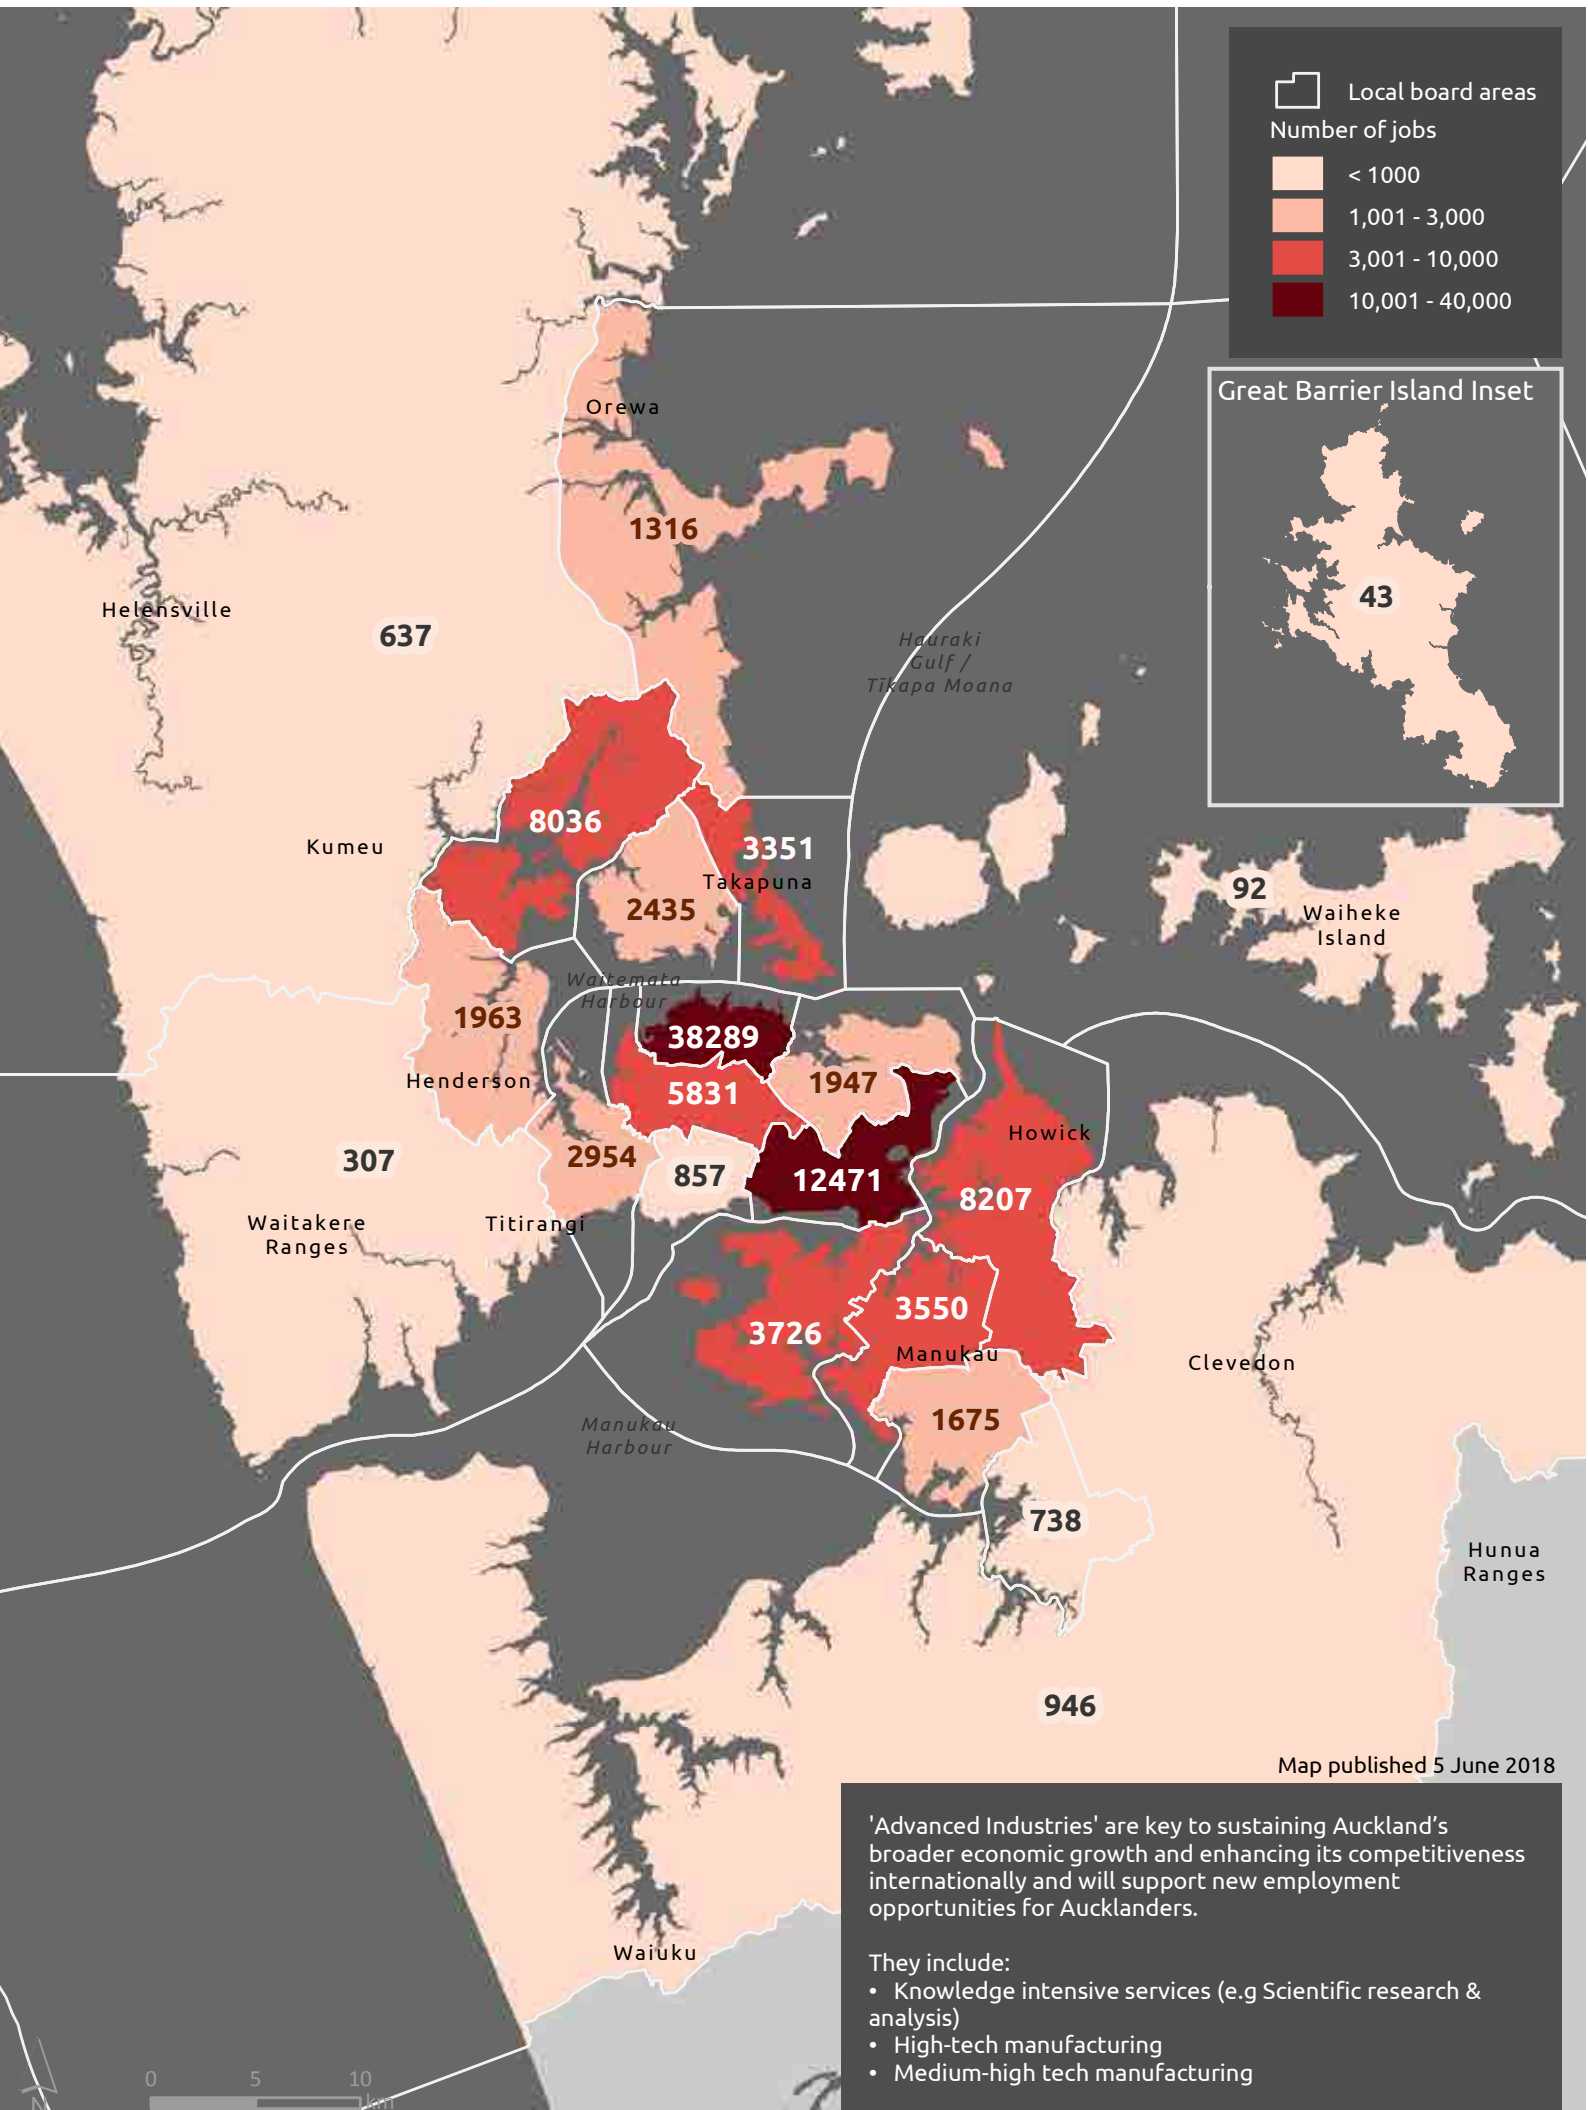 Local board areas
Number of jobs
< 1000
1,001 - 3,000
3,001 - 10,000
10,001 - 40,000
Great Barrier Island Inset
43
Orewa
1316
Helensville
637
Hauraki
Gulf /
Tīkapa Moana
8036
Kumeu
3351
Takapuna
2435
92
Waiheke
Island
Waitemata
Harbour
1963
38289
Henderson
5831
1947
Howick
307
2954
857
12471
8207
Waitakere
Ranges
Titirangi
3726
3550
Manukau
Clevedon
1675
Manukau
Harbour
738
Hunua
Ranges
946
Map published 5 June 2018
'Advanced Industries' are key to sustaining Auckland’s
broader economic growth and enhancing its competitiveness
internationally and will support new employment
opportunities for Aucklanders.
They include:
• Knowledge intensive services (e.g Scientific research &
analysis)
• High-tech manufacturing
• Medium-high tech manufacturing
Waiuku
0 5 10
km
N